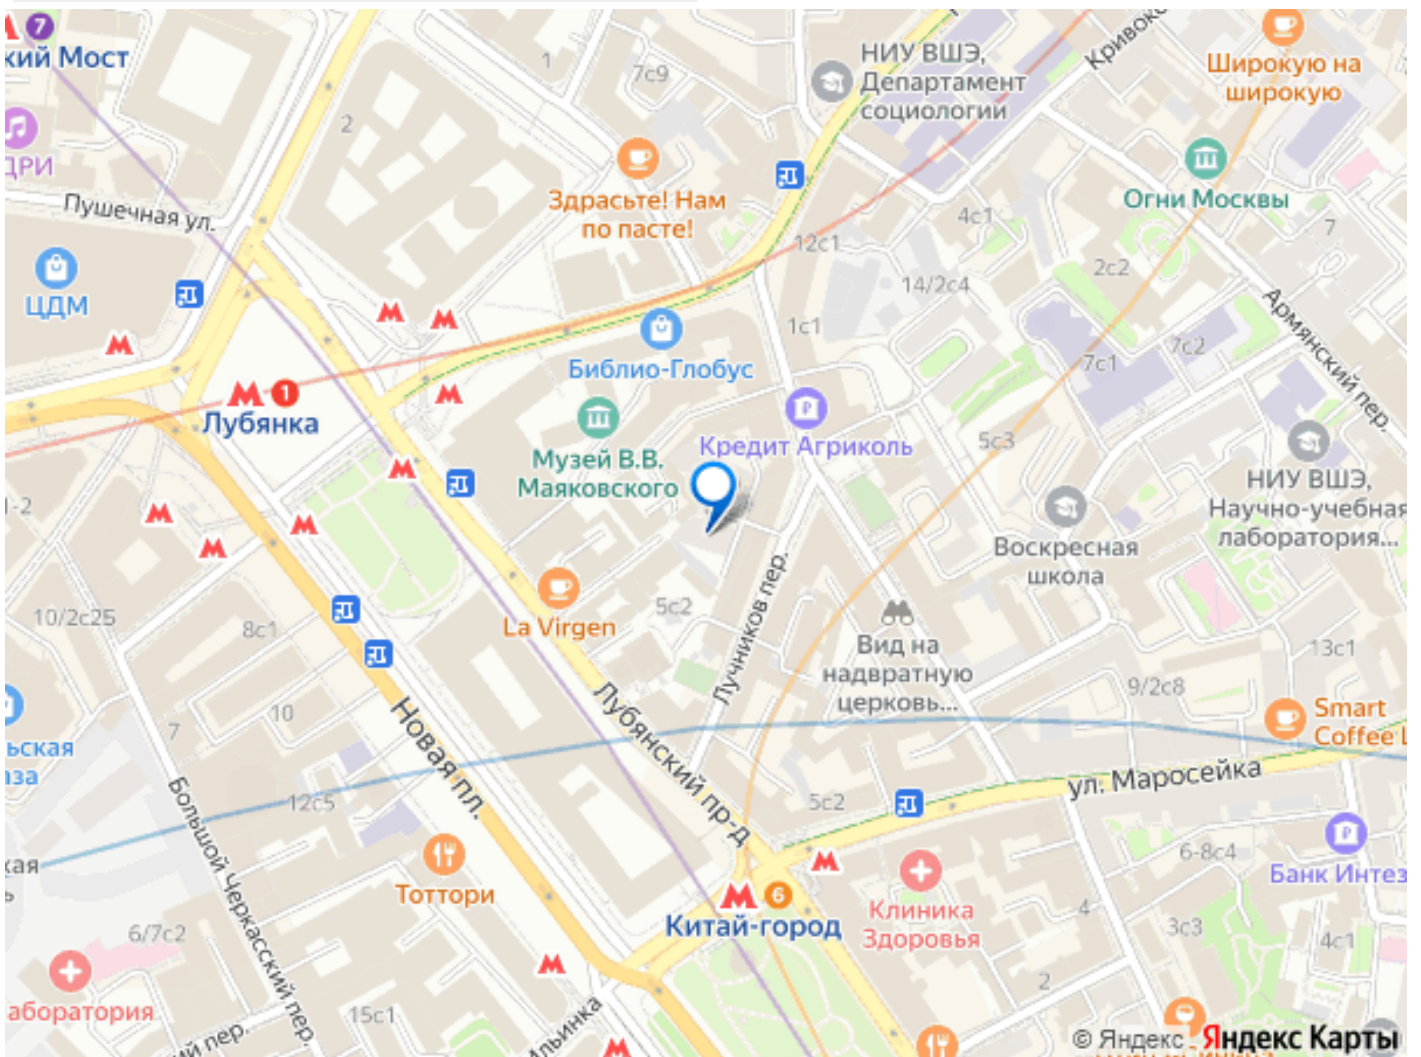 7
кий Мост
ДРИ
Пушечная ул.
ЦДМ
2
1
7с9
Здрасьте! Нам
по пасте!
НИУ ВШЭ,
Департамент
социологии
Широкую на
широкую
Огни Москвы
4с1
7
12с1
14/2с4
2с2
1с1
7с1
7с2
Армянский пер.
Библио-Глобус
1
Лубянка
Музей В.В.
Маяковского
Кредит Агриколь
5с3
НИУ ВШЭ,
Научно-учебная
лаборатория...
Воскресная
школа
1-2
10/2с25
8с1
La Virgen
5с2
Лучников пер.
Вид на
надвратную
церковь...
13с1
9/2с8
Smart
Coffee L
10
7
Новая пл.
Лубянский пр-д
ьская
аза
12с5
Большой Черкасский пер.
5с2
ул. Маросейка
Тоттори
6
Китай-город
Клиника
Здоровья
6-8с4
Банк Интез
4
3с3
4с1
2
кая
ь
6/7с2
аборатория
ий пер.
15с1
Ильинка
© Яндекс
Яндекс Карты